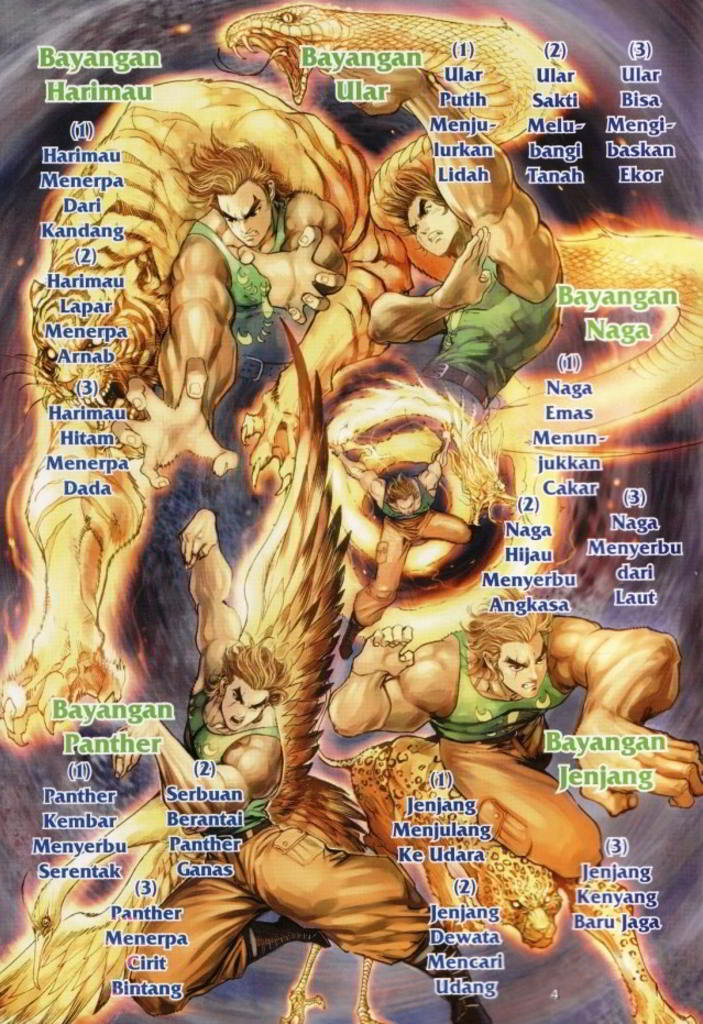 Bayangan
Harimau
(1)
Harimau
Menerpa
Dari
Kandang
(2)
Harimau
Lapar
Menerpa
Arnab
(3)
Harimau
Hitam
Menerpa
Dada
Bayangan
Ular
(1)
Ular
Putih
Menju-
lurkan
Lidah
(2)
Ular
Sakti
Melu-
bangi
Tanah
(3)
Ular
Bisa
Mengi-
baskan
Ekor
Bayangan
Naga
(1)
Naga
Emas
Menun-
jukkan
Cakar
(2)
Naga
Hijau
Menyerbu
Angkasa
(3)
Naga
Menyerbu
dari
Laut
Bayangan
Panther
(1)
Panther
Kembar
Menyerbu
Serentak
(2)
Serbuan
Berantai
Panther
Ganas
(3)
Panther
Menerpa
Cirit
Bintang
Bayangan
Jenjang
(1)
Jenjang
Menjulang
Ke Udara
(2)
Jenjang
Dewata
Mencari
Udang
(3)
Jenjang
Kenyang
Baru Jaga
4